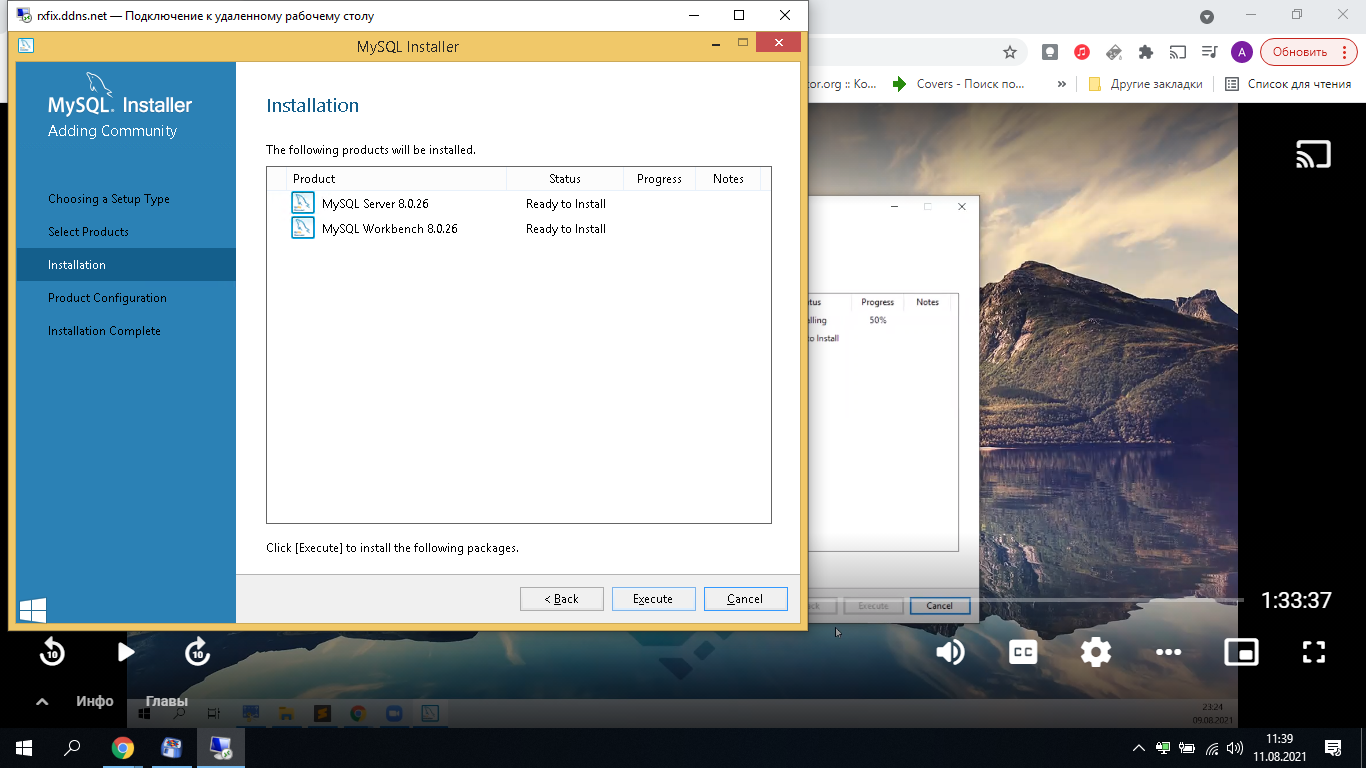 rxfix.ddns.net — Подключение к удаленному рабочему столу
MySQL Installer
MySQL. Installer
Adding Community
Choosing a Setup Type
Select Products
Installation
Product Configuration
Installation Complete
Installation
The following products will be installed.
Product Status Progress Notes
MySQL Server 8.0.26 Ready to Install
MySQL Workbench 8.0.26 Ready to Install
Click [Execute] to install the following packages.
< Back Execute Cancel
A Обновить
tor.org :: Ко... Covers - Поиск по... » Другие закладки Список для чтения
Progress Notes
50%
to Install
Execute Cancel
1:33:37
10 10 CC
Инфо Главы
23:24
09.08.2021
11:39
11.08.2021